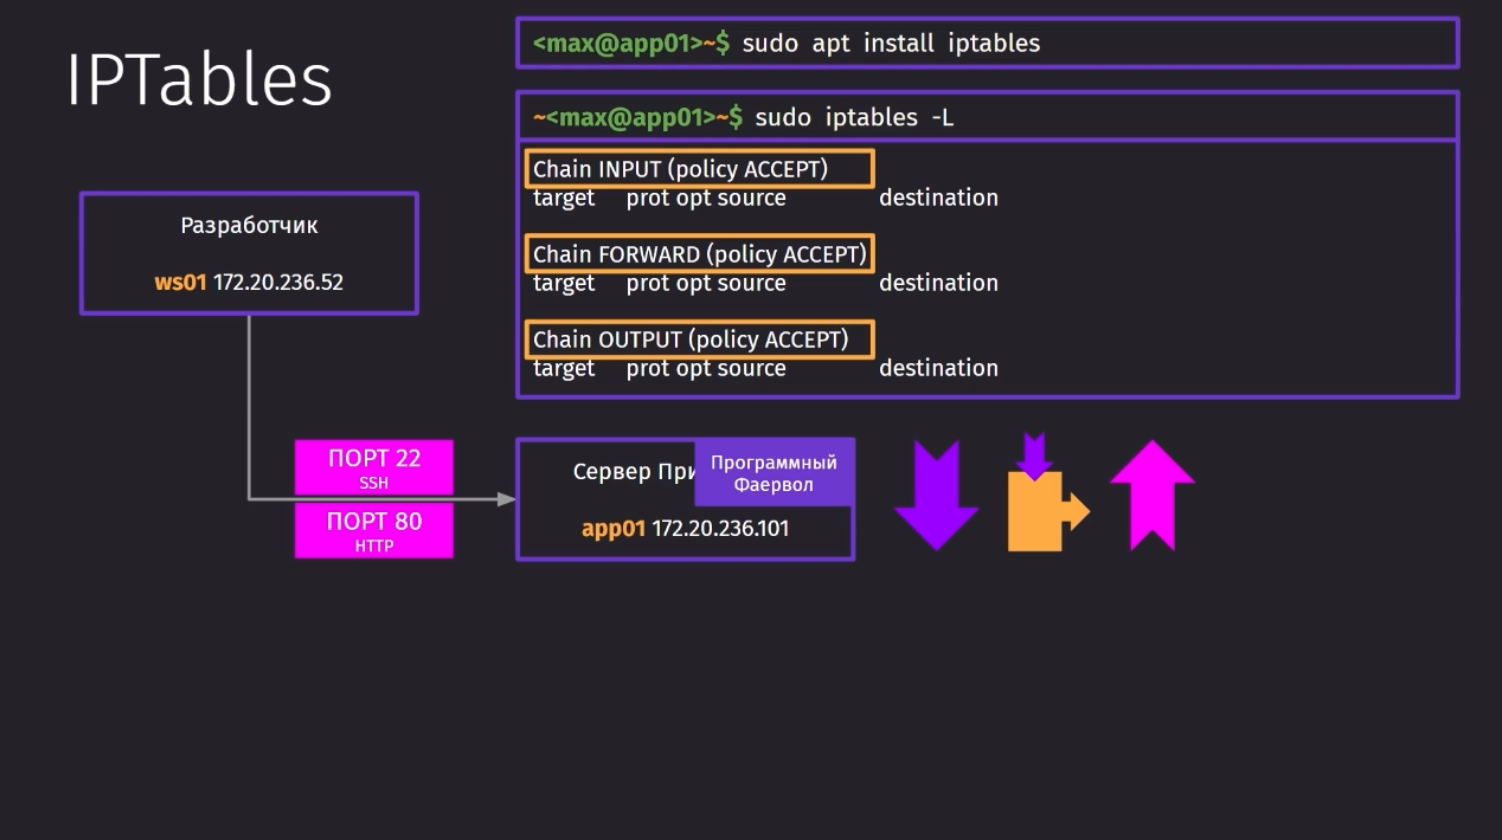 IPTables
<max@app01>~$ sudo apt install iptables
~<max@app01>~$ sudo iptables -L
Chain INPUT (policy ACCEPT)
target prot opt source destination
Chain FORWARD (policy ACCEPT)
target prot opt source destination
Chain OUTPUT (policy ACCEPT)
target prot opt source destination
Разработчик
ws01 172.20.236.52
ПОРТ 22
SSH
ПОРТ 80
HTTP
Сервер При
Программный
Фаервол
app01 172.20.236.101